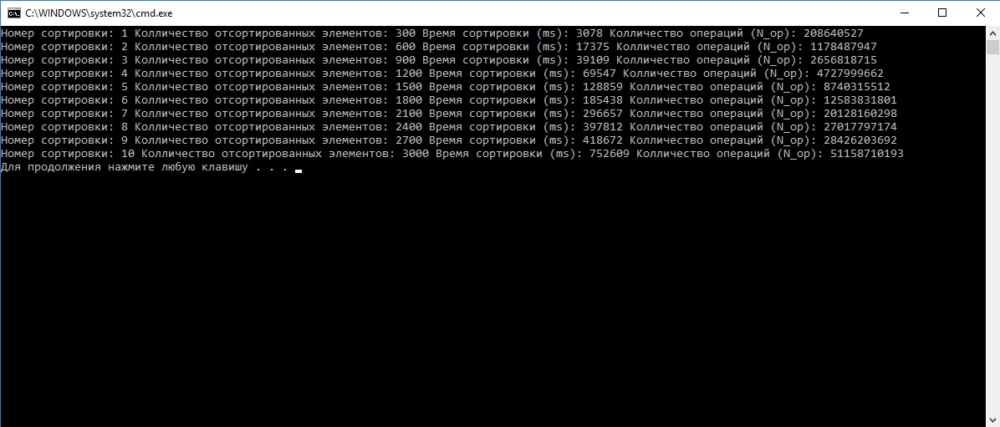 C:\WINDOWS\system32\cmd.exe
Номер сортировки: 1 Колличество отсортированных элементов: 300 Время сортировки (ms): 3078 Колличество операций (N_op): 208640527
Номер сортировки: 2 Колличество отсортированных элементов: 600 Время сортировки (ms): 17375 Колличество операций (N_op): 1178487947
Номер сортировки: 3 Колличество отсортированных элементов: 900 Время сортировки (ms): 39109 Колличество операций (N_op): 2656818715
Номер сортировки: 4 Колличество отсортированных элементов: 1200 Время сортировки (ms): 69547 Колличество операций (N_op): 4727999662
Номер сортировки: 5 Колличество отсортированных элементов: 1500 Время сортировки (ms): 128859 Колличество операций (N_op): 8740315512
Номер сортировки: 6 Колличество отсортированных элементов: 1800 Время сортировки (ms): 185438 Колличество операций (N_op): 12583831801
Номер сортировки: 7 Колличество отсортированных элементов: 2100 Время сортировки (ms): 296657 Колличество операций (N_op): 20128160298
Номер сортировки: 8 Колличество отсортированных элементов: 2400 Время сортировки (ms): 397812 Колличество операций (N_op): 27017797174
Номер сортировки: 9 Колличество отсортированных элементов: 2700 Время сортировки (ms): 418672 Колличество операций (N_op): 28426203692
Номер сортировки: 10 Колличество отсортированных элементов: 3000 Время сортировки (ms): 752609 Колличество операций (N_op): 51158710193
Для продолжения нажмите любую клавишу . . .